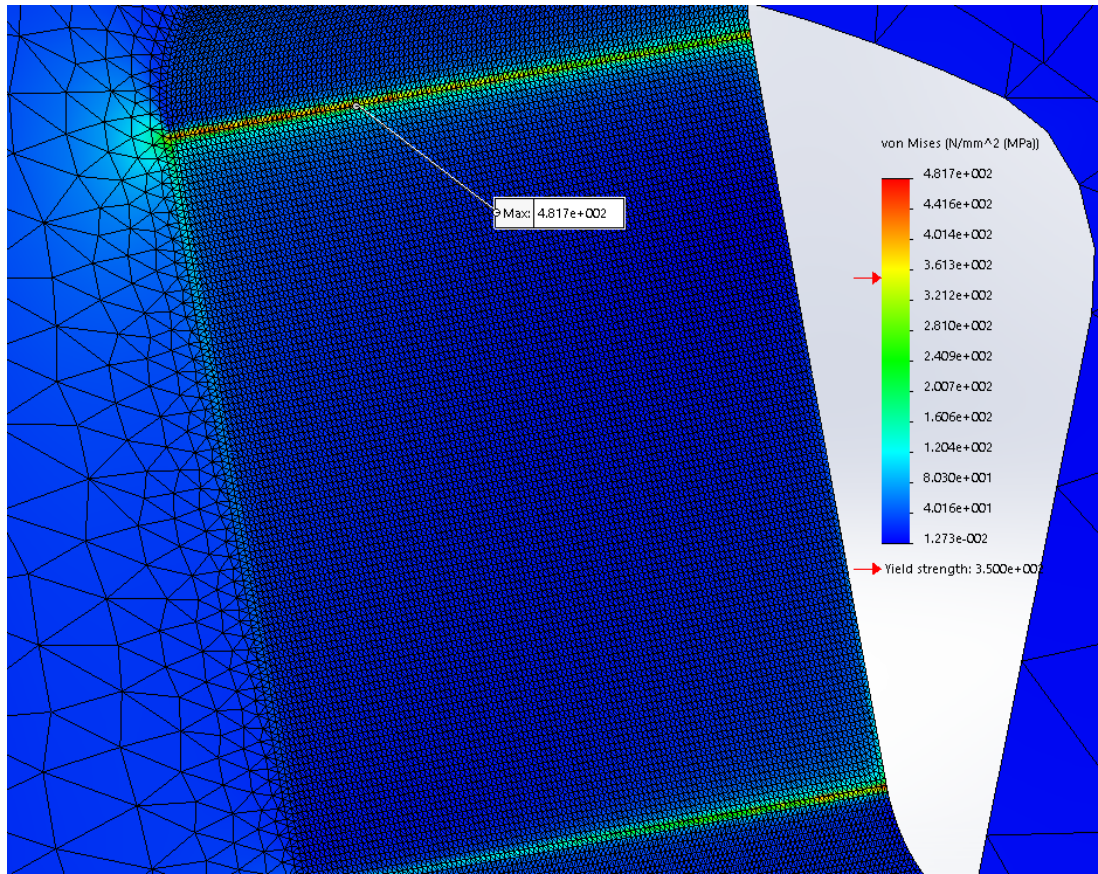 von Mises (N/mm^2 (MPa))
4.817e+002
4.416e+002
4.014e+002
Max: 4.817e+002
3.613e+002
3.212e+002
2.810e+002
2.409e+002
2.007e+002
1.606e+002
1.204e+002
8.030e+001
4.016e+001
1.273e-002
Yield strength: 3.500e+002